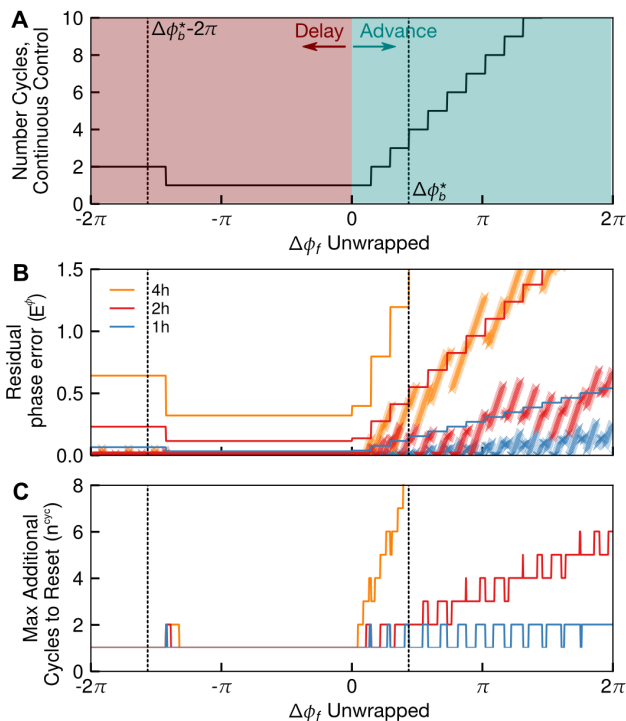 A
Number Cycles,
Continuous Control
10
8
6
4
2
0
Δϕ*b-2π
Delay
Advance
Δϕ*b
-2π
-π
0
π
2π
Δϕf Unwrapped
B
Residual
phase error (Eϕ)
1.5
1.0
0.5
0.0
4h
2h
1h
C
Max Additional
Cycles to Reset (ncyc)
8
6
4
2
0
-2π
-π
0
π
2π
Δϕf Unwrapped